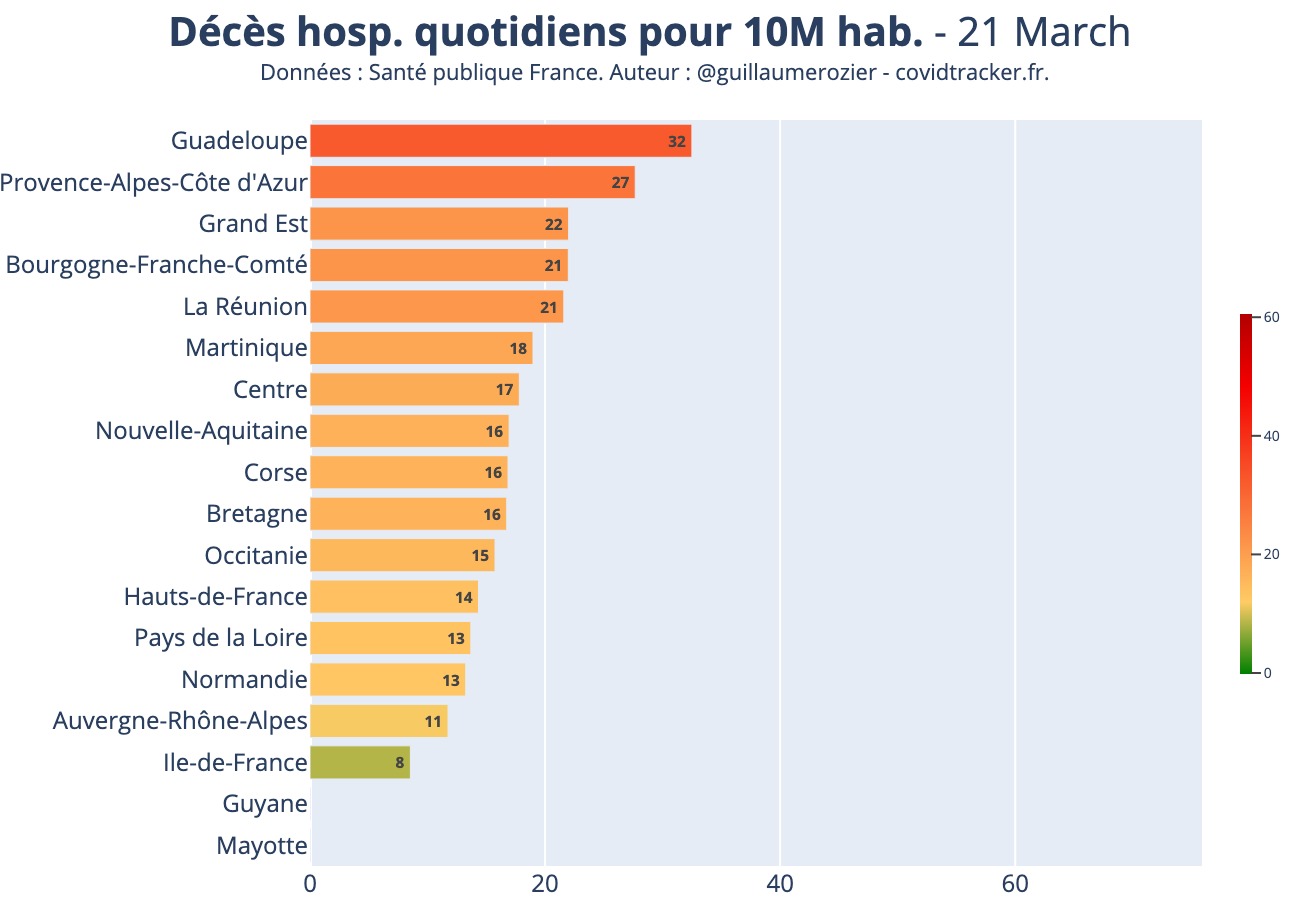 Décès hosp. quotidiens pour 10M hab. - 21 March
Données : Santé publique France. Auteur : @guillaumerozier - covidtracker.fr.
Guadeloupe 32
Provence-Alpes-Côte d'Azur 27
Grand Est 22
Bourgogne-Franche-Comté 21
La Réunion 21
Martinique 18
Centre 17
Nouvelle-Aquitaine 16
Corse 16
Bretagne 16
Occitanie 15
Hauts-de-France 14
Pays de la Loire 13
Normandie 13
Auvergne-Rhône-Alpes 11
Ile-de-France 8
Guyane
Mayotte
0 20 40 60
60
40
20
0